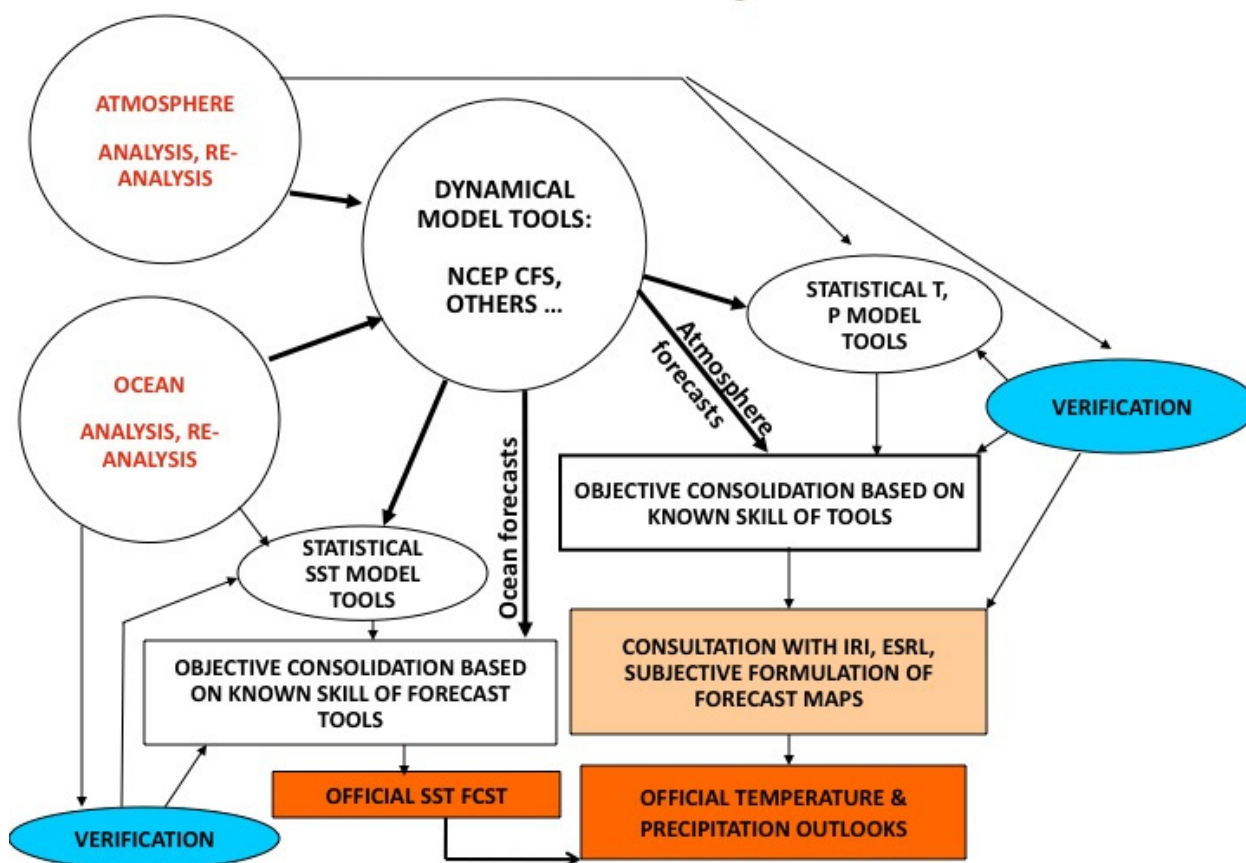 ATMOSPHERE
ANALYSIS, RE-
ANALYSIS
DYNAMICAL
MODEL TOOLS:
NCEP CFS,
OTHERS ...
STATISTICAL T,
P MODEL
TOOLS
Atmosphere
forecasts
VERIFICATION
OCEAN
ANALYSIS, RE-
ANALYSIS
OBJECTIVE CONSOLIDATION BASED ON
KNOWN SKILL OF TOOLS
Ocean forecasts
STATISTICAL
SST MODEL
TOOLS
CONSULTATION WITH IRI, ESRL,
SUBJECTIVE FORMULATION OF
FORECAST MAPS
OBJECTIVE CONSOLIDATION BASED
ON KNOWN SKILL OF FORECAST
TOOLS
OFFICIAL SST FCST
OFFICIAL TEMPERATURE &
PRECIPITATION OUTLOOKS
VERIFICATION